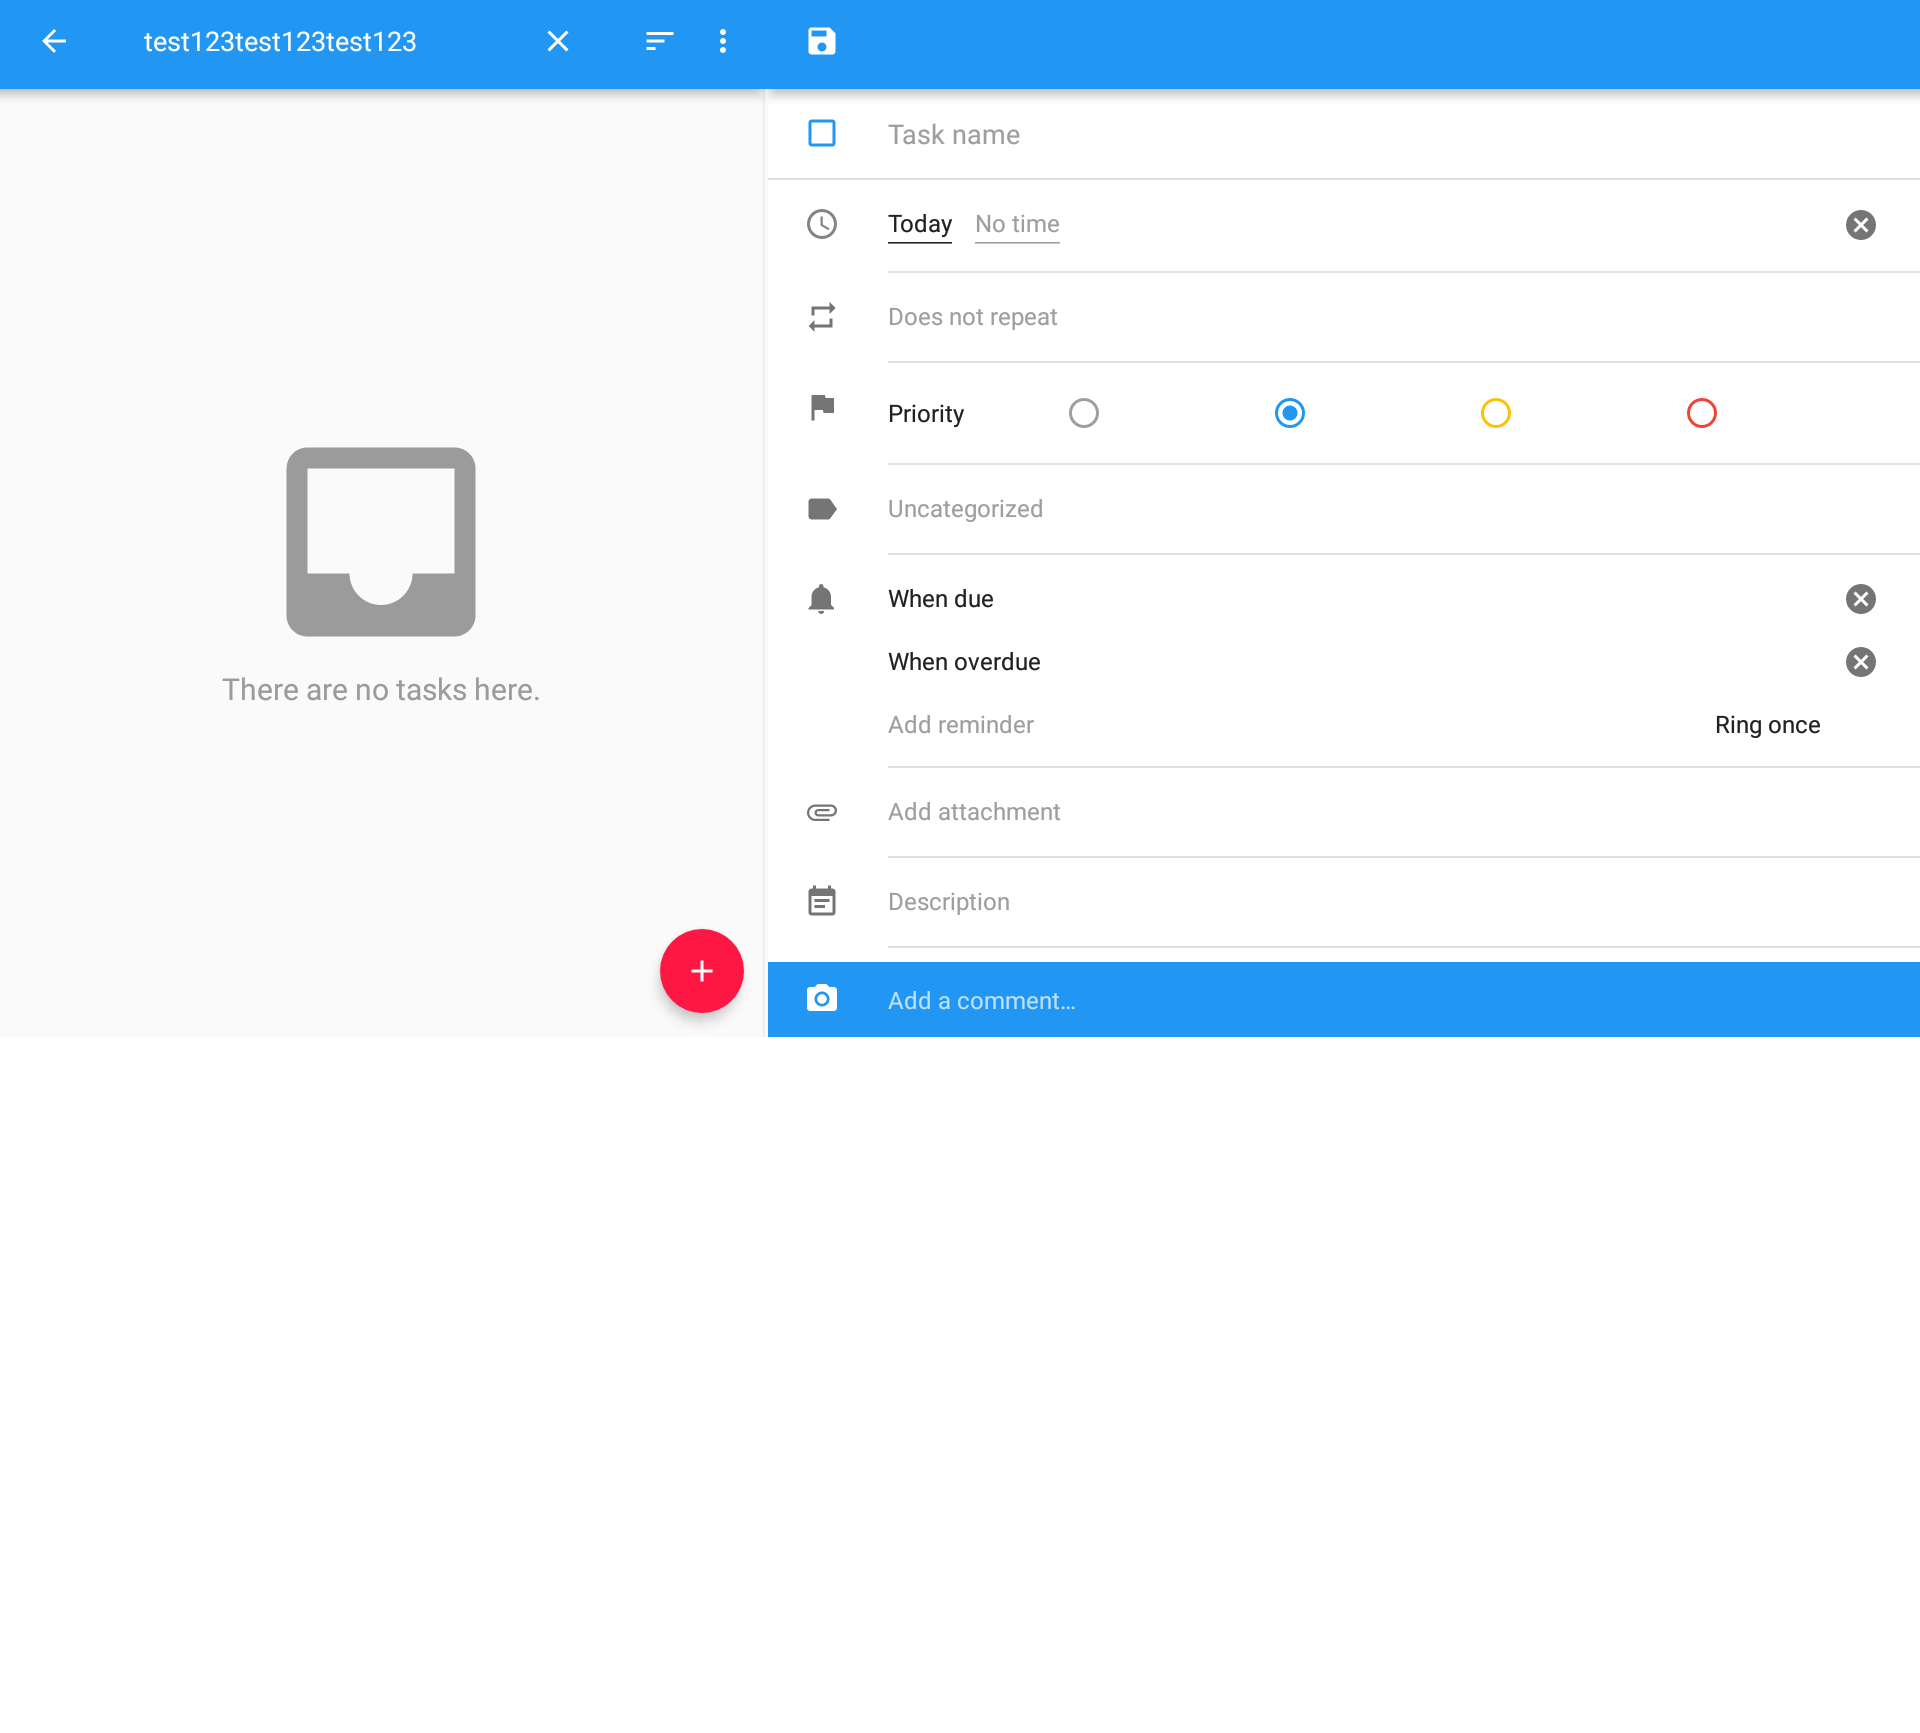 test123test123test123
Task name
Today No time
Does not repeat
Priority
Uncategorized
When due
When overdue
Add reminder Ring once
Add attachment
Description
Add a comment...
There are no tasks here.